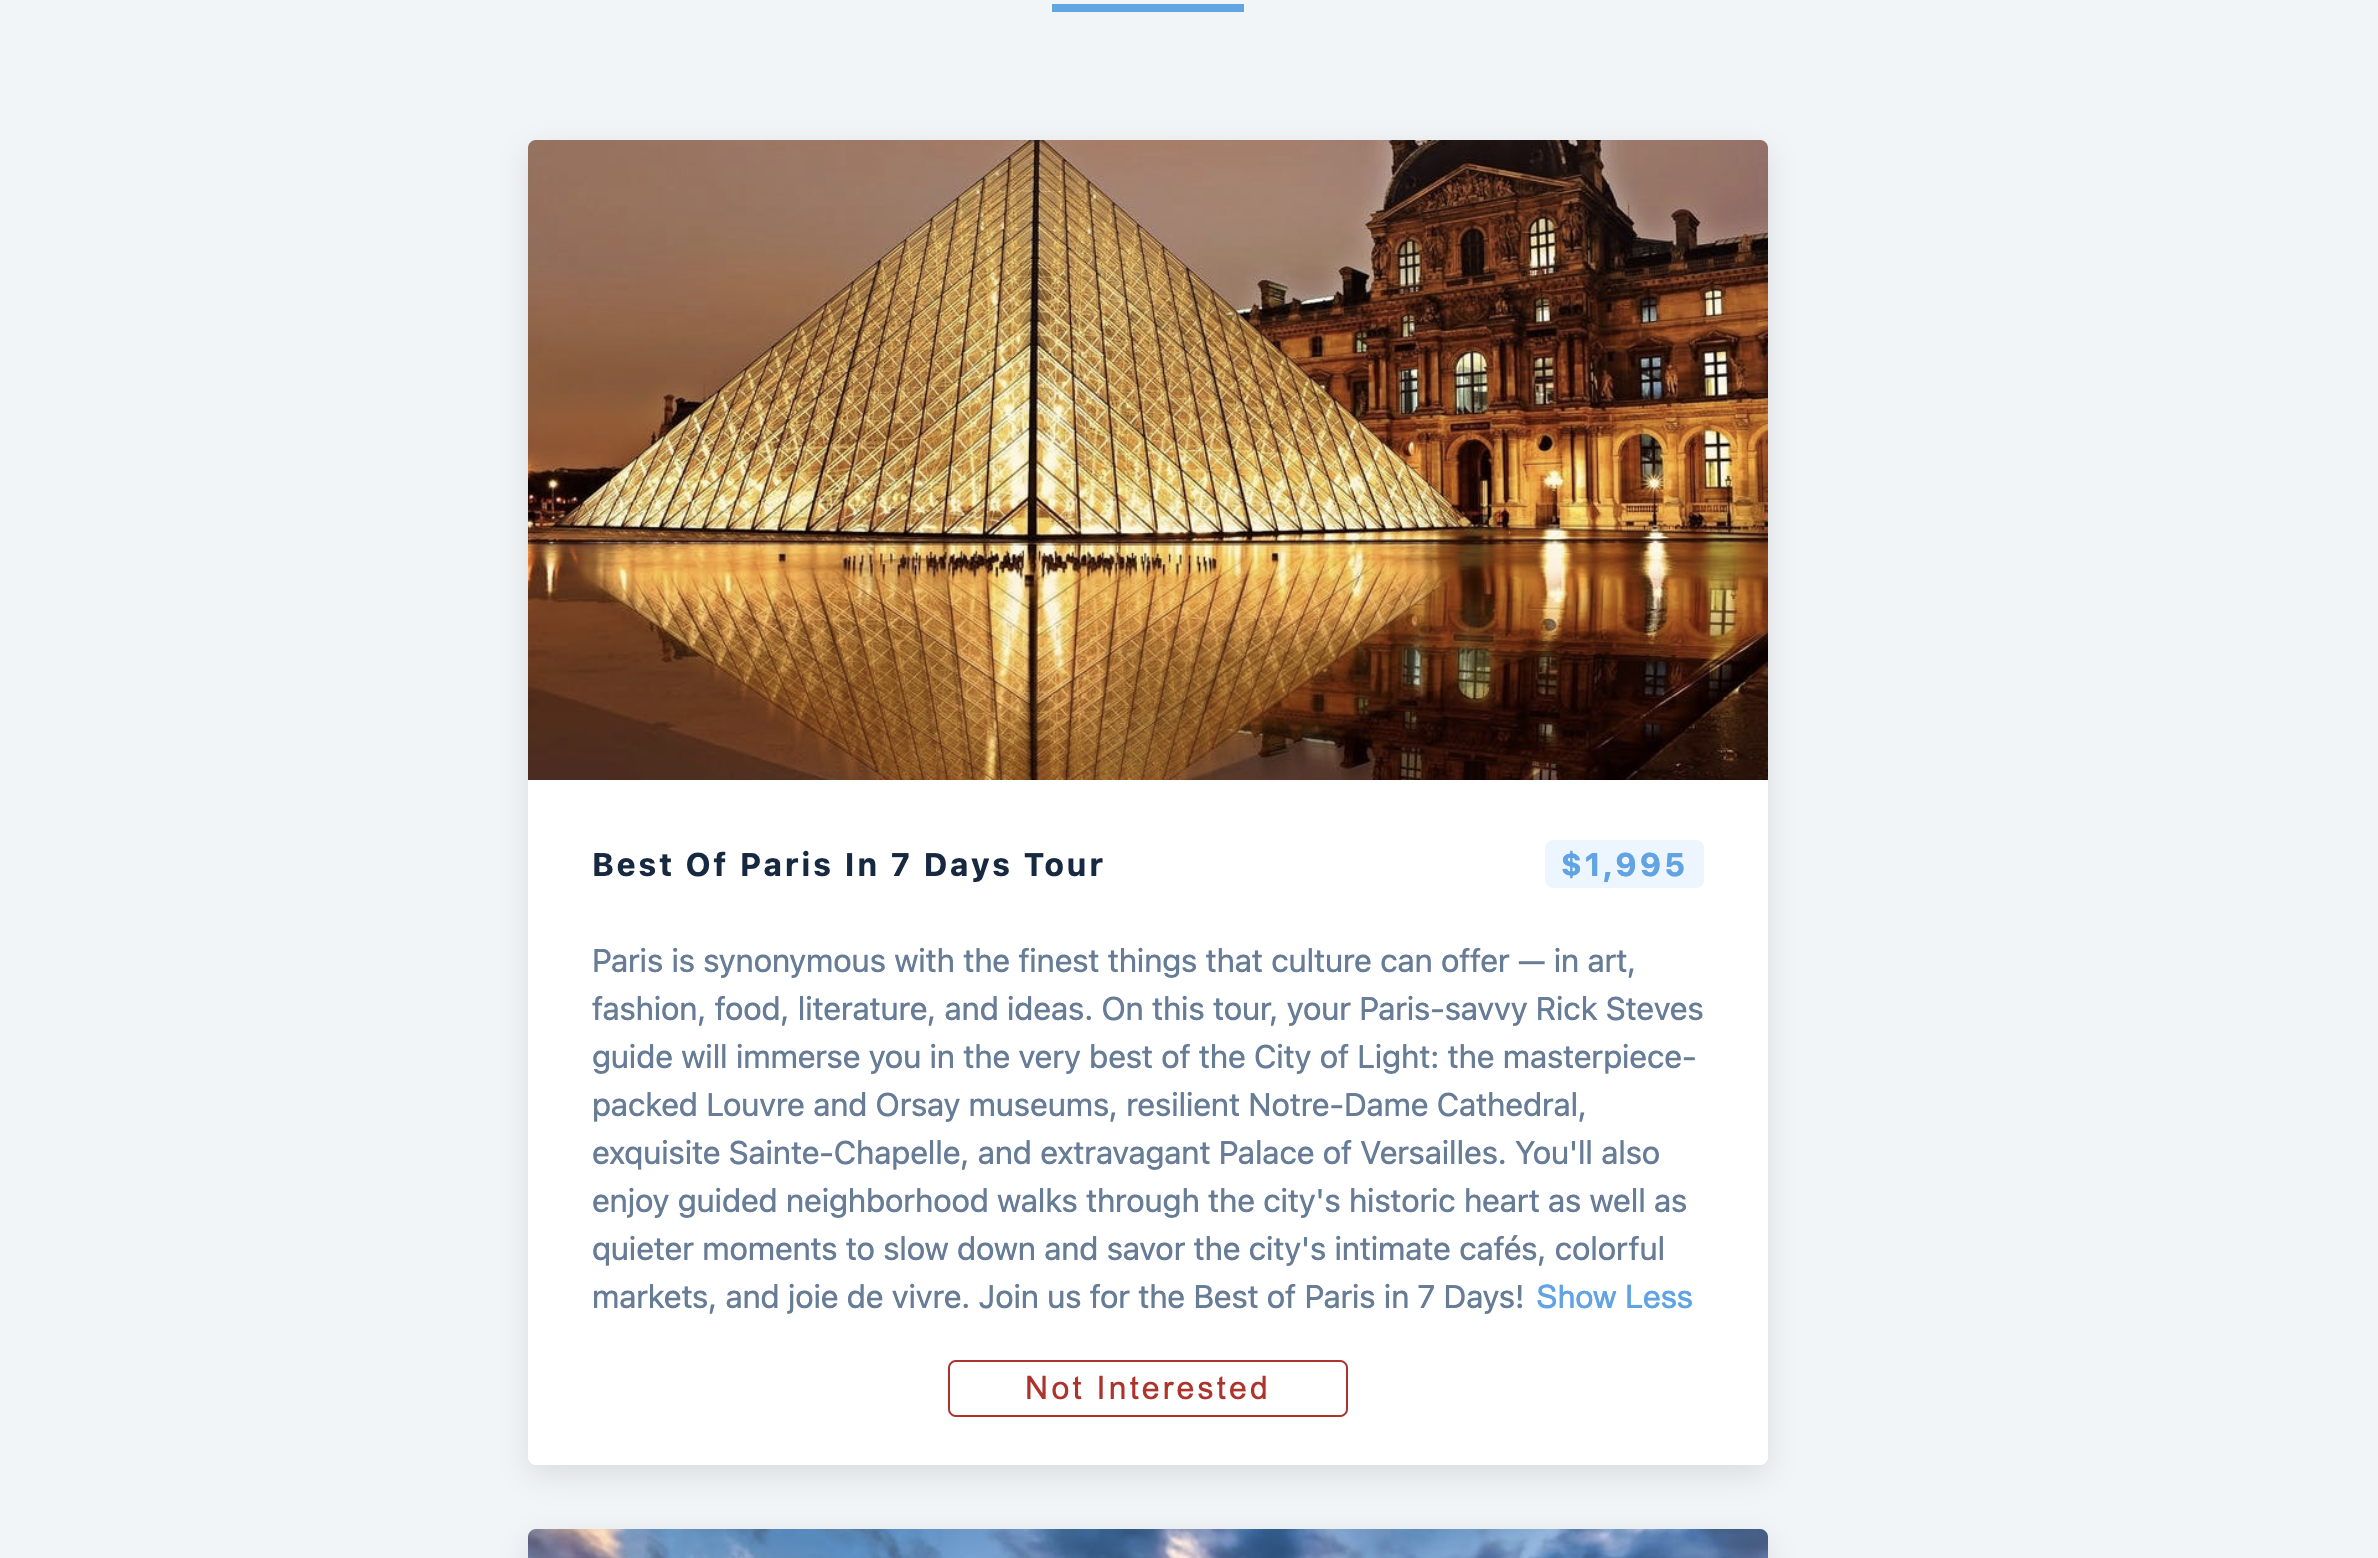 Best Of Paris In 7 Days Tour
$1,995
Paris is synonymous with the finest things that culture can offer — in art,
fashion, food, literature, and ideas. On this tour, your Paris-savvy Rick Steves
guide will immerse you in the very best of the City of Light: the masterpiece-
packed Louvre and Orsay museums, resilient Notre-Dame Cathedral,
exquisite Sainte-Chapelle, and extravagant Palace of Versailles. You'll also
enjoy guided neighborhood walks through the city's historic heart as well as
quieter moments to slow down and savor the city's intimate cafés, colorful
markets, and joie de vivre. Join us for the Best of Paris in 7 Days! Show Less
Not Interested